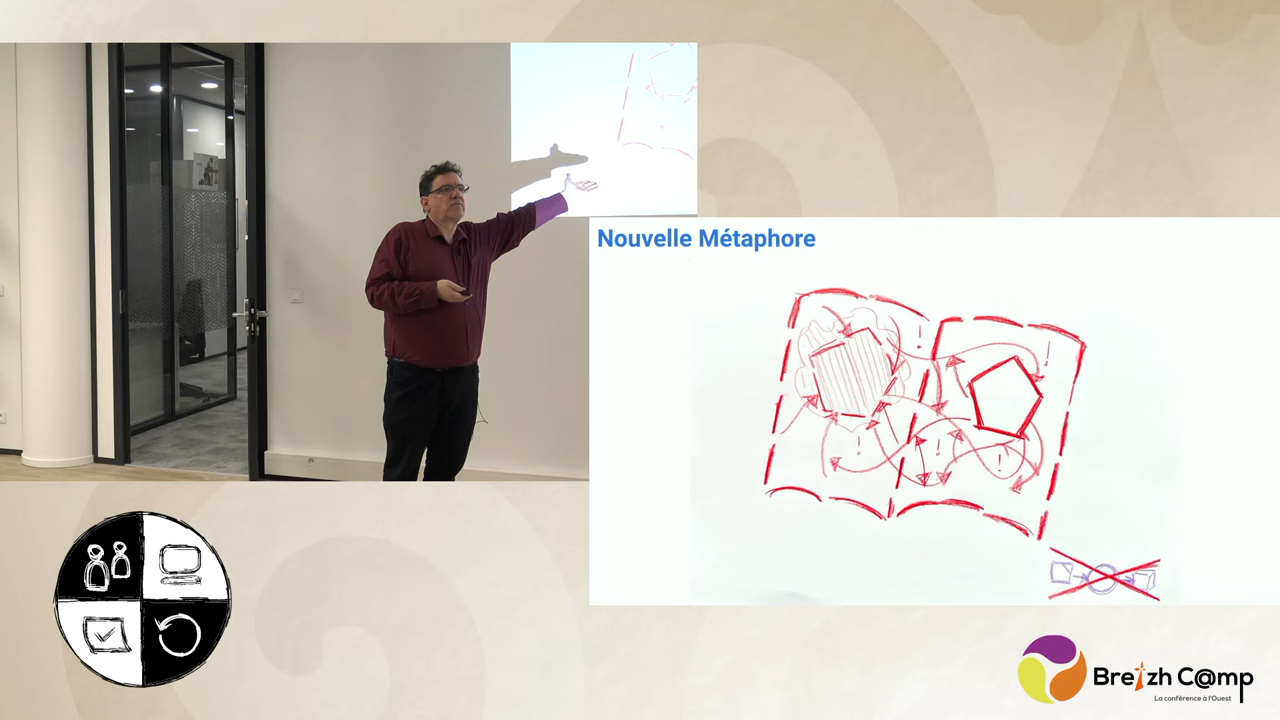 Nouvelle Métaphore
! !
! ! !
Breizh C@mp
La conférence à l'Ouest